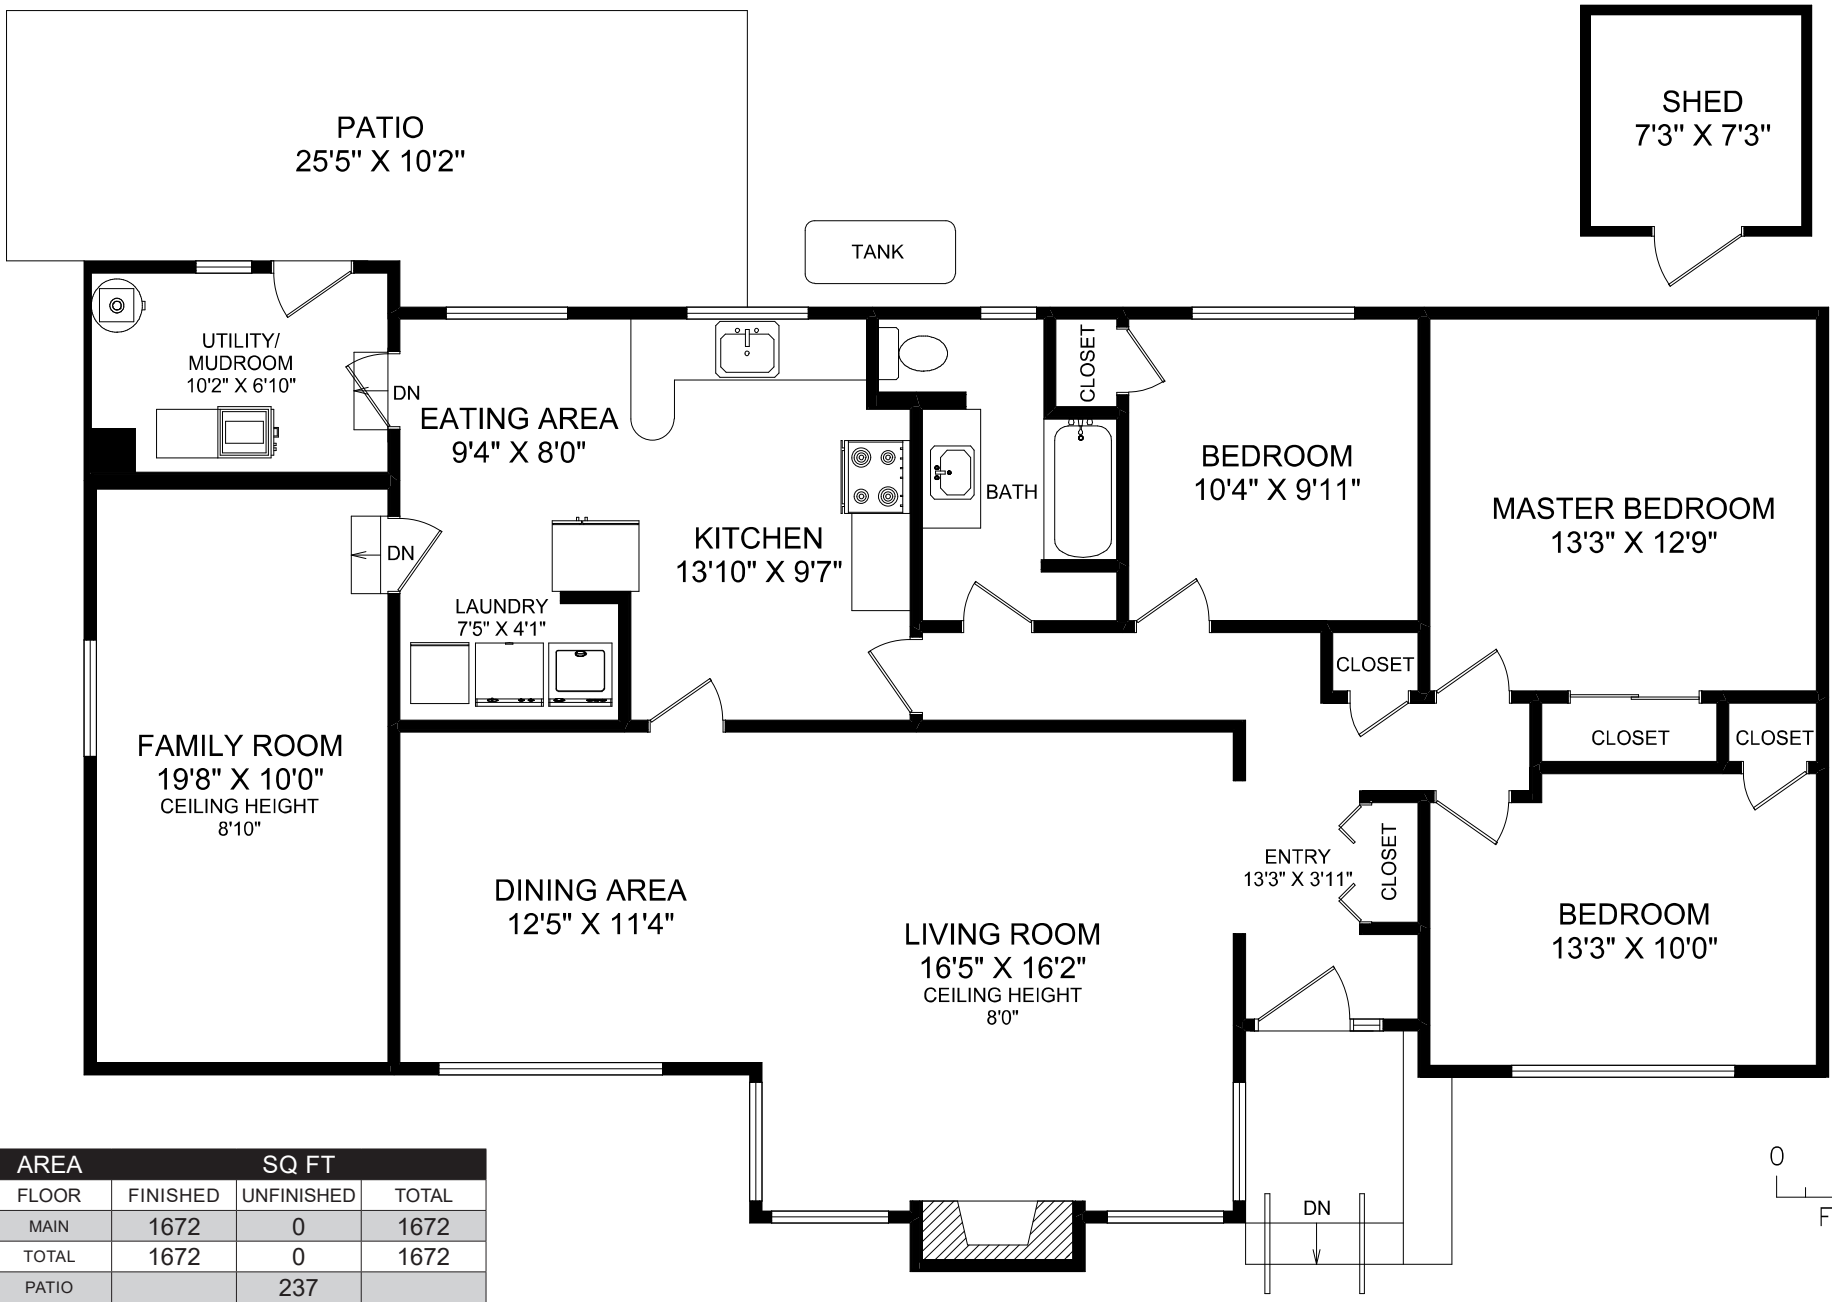 PATIO
25'5" X 10'2"
SHED
7'3" X 7'3"
TANK
UTILITY/
MUDROOM
10'2" X 6'10"
DN
EATING AREA
9'4" X 8'0"
CLOSET
BATH
BEDROOM
10'4" X 9'11"
MASTER BEDROOM
13'3" X 12'9"
KITCHEN
13'10" X 9'7"
DN
LAUNDRY
7'5" X 4'1"
CLOSET
CLOSET
CLOSET
FAMILY ROOM
19'8" X 10'0"
CEILING HEIGHT
8'10"
DINING AREA
12'5" X 11'4"
LIVING ROOM
16'5" X 16'2"
CEILING HEIGHT
8'0"
ENTRY
13'3" X 3'11"
CLOSET
BEDROOM
13'3" X 10'0"
DN
0
F
AREA SQ FT
FLOOR FINISHED UNFINISHED TOTAL
MAIN 1672 0 1672
TOTAL 1672 0 1672
PATIO 237